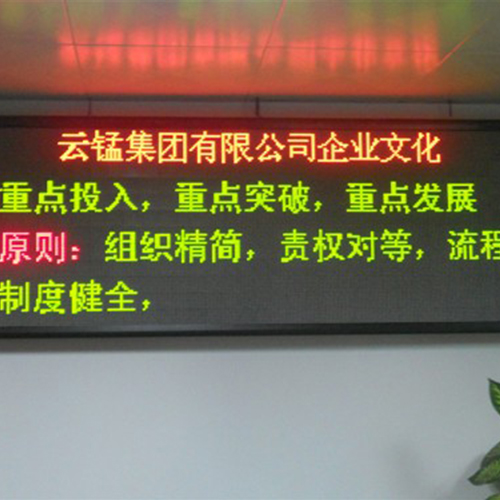 云锰集团有限公司企业文化
重点投入，重点突破，重点发展
原则：组织精简，责权对等，流程
制度健全，